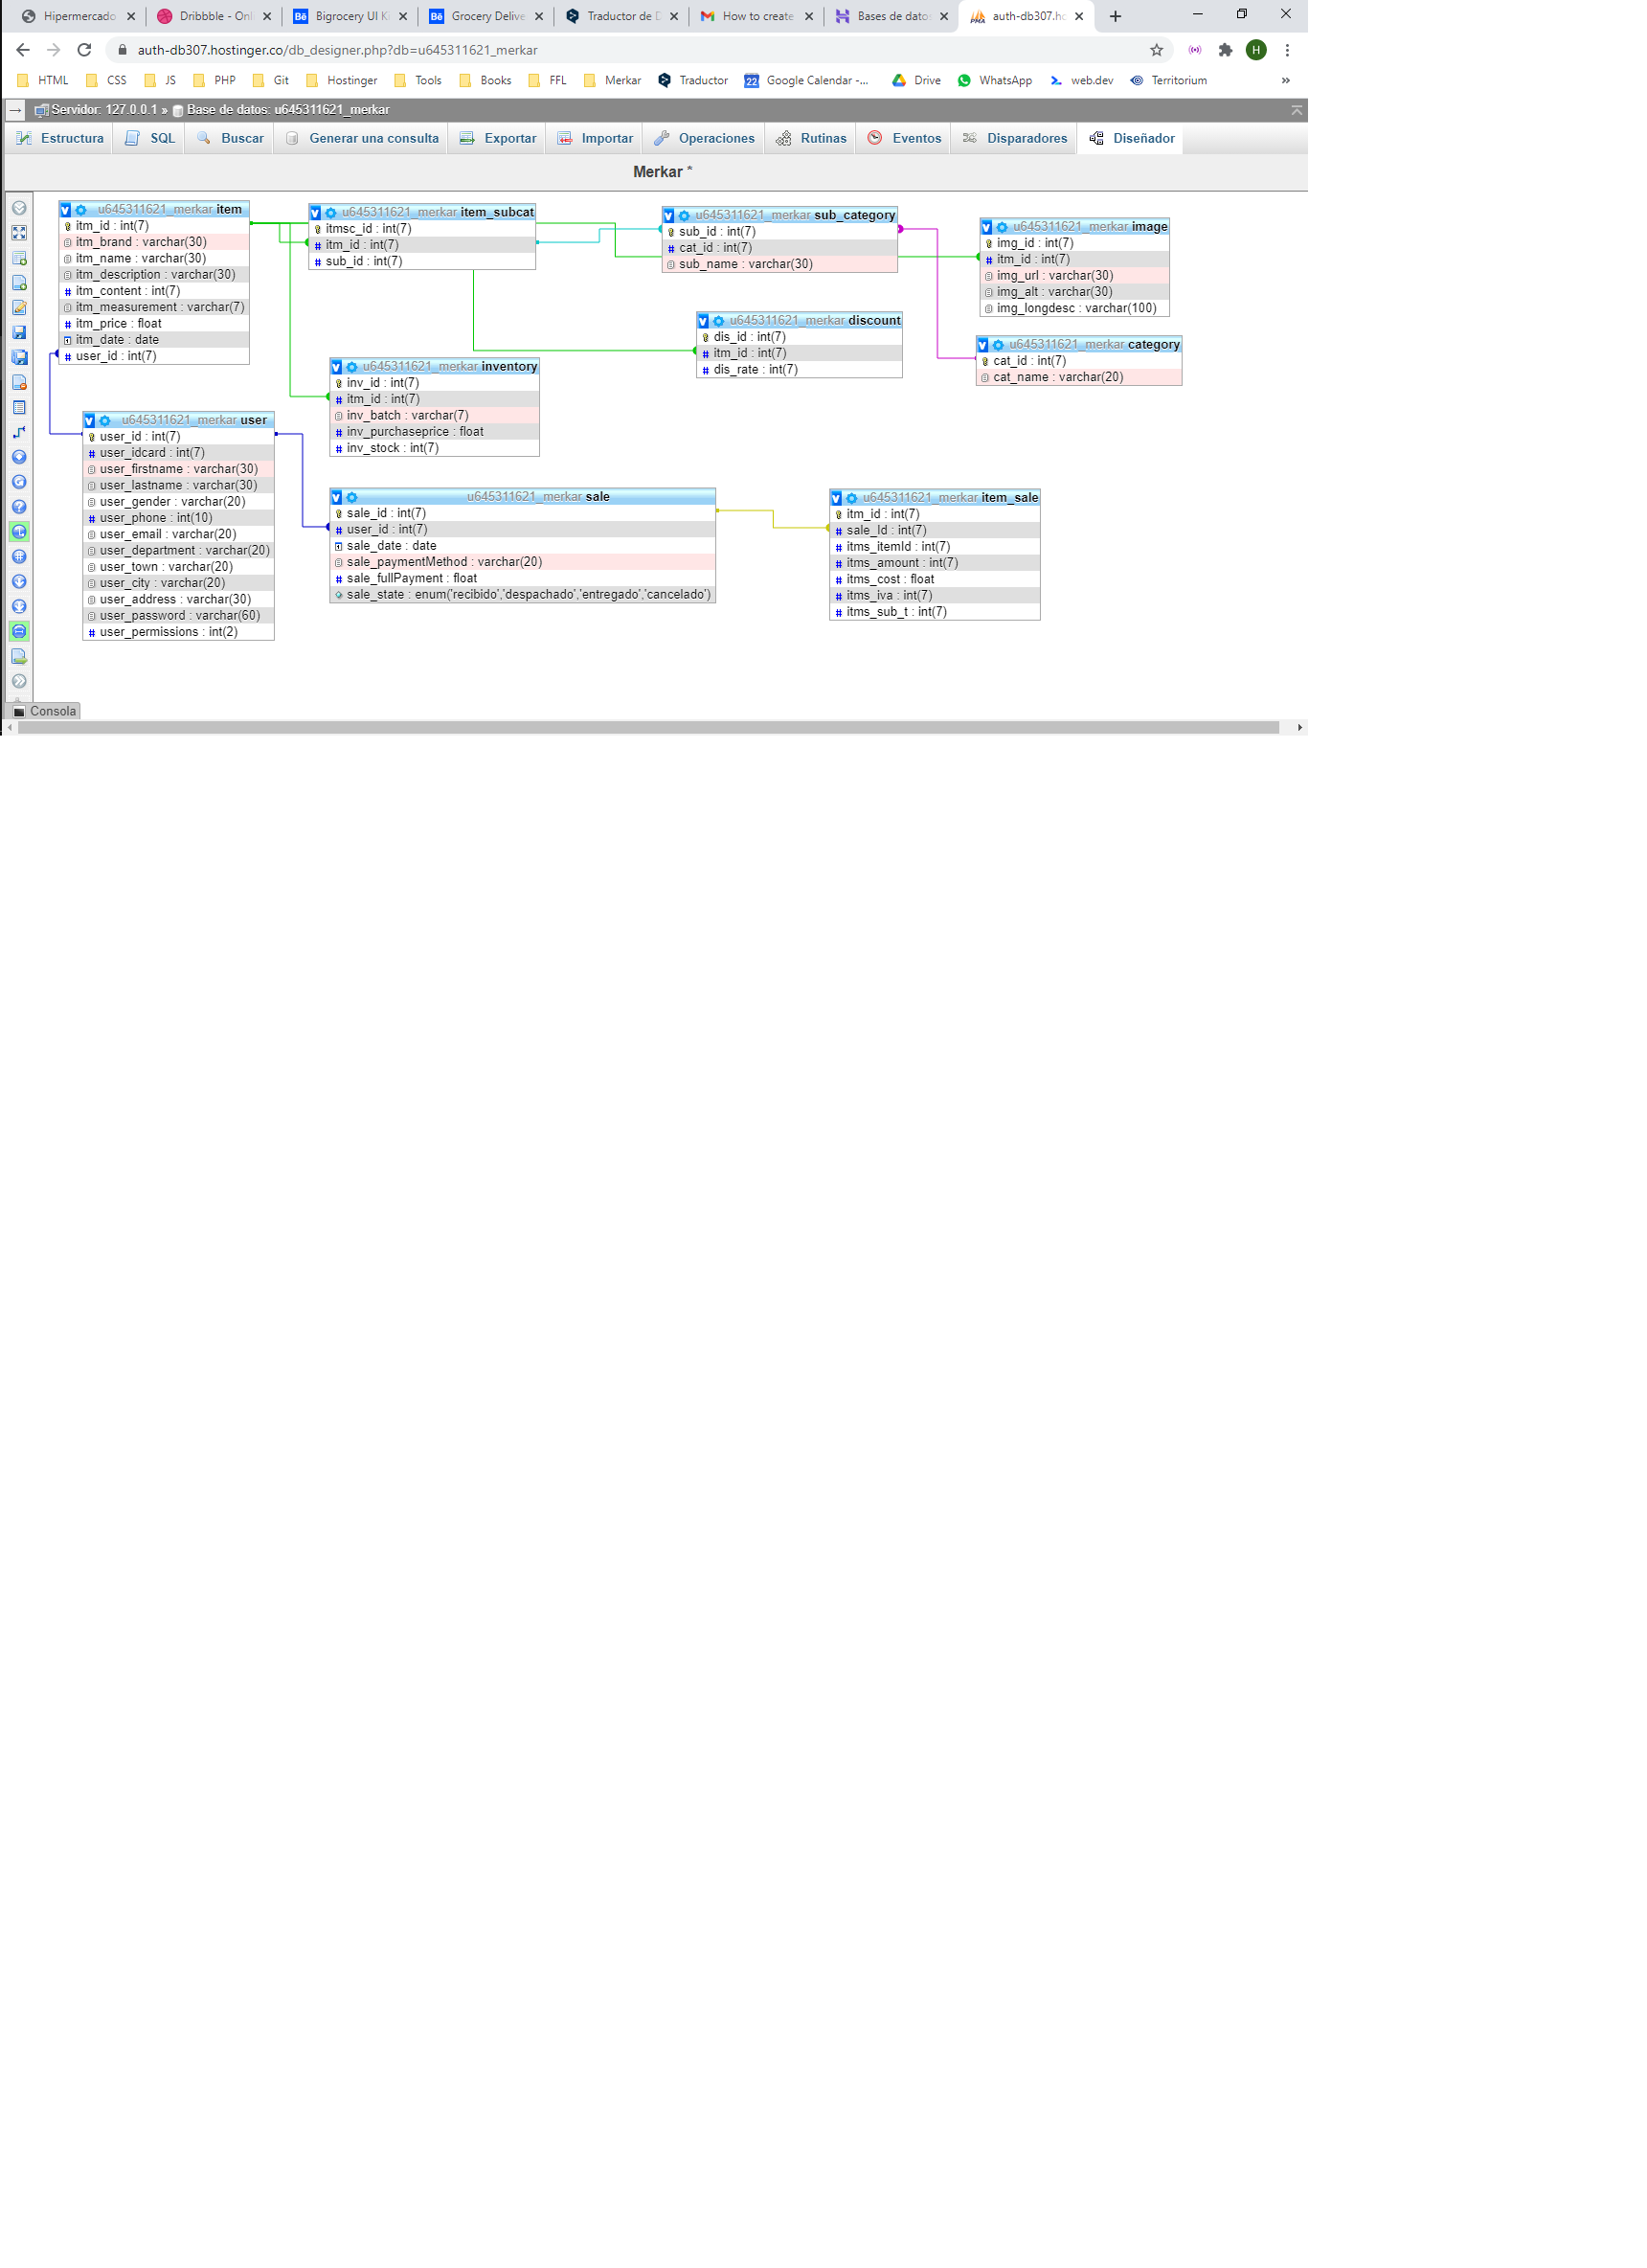 Hipermercado
Dribbble - Onl
Bigrocery UI Ki
Grocery Delive
Traductor de D
How to create
Bases de datos
auth-db307.ho
auth-db307.hostinger.co/db_designer.php?db=u645311621_merkar
H
HTML
CSS
JS
PHP
Git
Hostinger
Tools
Books
FFL
Merkar
Traductor
22
Google Calendar -...
Drive
WhatsApp
web.dev
Territorium
»
Servidor: 127.0.0.1 » Base de datos: u645311621_merkar
Estructura
SQL
Buscar
Generar una consulta
Exportar
Importar
Operaciones
Rutinas
Eventos
Disparadores
Diseñador
Merkar *
u645311621_merkar item
itm_id : int(7)
itm_brand : varchar(30)
itm_name : varchar(30)
itm_description : varchar(30)
itm_content : int(7)
itm_measurement : varchar(7)
itm_price : float
itm_date : date
user_id : int(7)
u645311621_merkar item_subcat
itmsc_id : int(7)
itm_id : int(7)
sub_id : int(7)
u645311621_merkar sub_category
sub_id : int(7)
cat_id : int(7)
sub_name : varchar(30)
u645311621_merkar image
img_id : int(7)
itm_id : int(7)
img_url : varchar(30)
img_alt : varchar(30)
img_longdesc : varchar(100)
u645311621_merkar discount
dis_id : int(7)
itm_id : int(7)
dis_rate : int(7)
u645311621_merkar category
cat_id : int(7)
cat_name : varchar(20)
u645311621_merkar inventory
inv_id : int(7)
itm_id : int(7)
inv_batch : varchar(7)
inv_purchaseprice : float
inv_stock : int(7)
u645311621_merkar user
user_id : int(7)
user_idcard : int(7)
user_firstname : varchar(30)
user_lastname : varchar(30)
user_gender : varchar(20)
user_phone : int(10)
user_email : varchar(20)
user_department : varchar(20)
user_town : varchar(20)
user_city : varchar(20)
user_address : varchar(30)
user_password : varchar(60)
user_permissions : int(2)
u645311621_merkar sale
sale_id : int(7)
user_id : int(7)
sale_date : date
sale_paymentMethod : varchar(20)
sale_fullPayment : float
sale_state : enum('recibido','despachado','entregado','cancelado')
u645311621_merkar item_sale
itm_id : int(7)
sale_Id : int(7)
itms_itemId : int(7)
itms_amount : int(7)
itms_cost : float
itms_iva : int(7)
itms_sub_t : int(7)
Consola